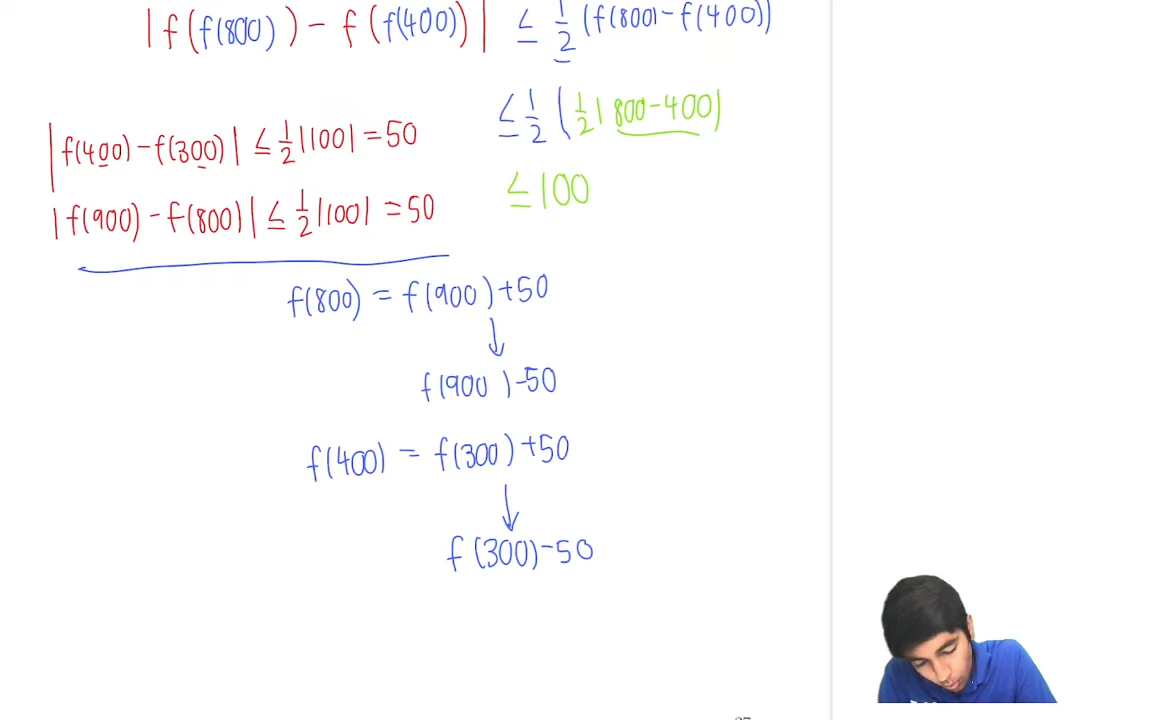 |f(f(800)) - f(f(400))| ≤ 1/2 (f(800) - f(400))
≤ 1/2 (1/2 | 800 - 400)
|f(400) - f(300)| ≤ 1/2 |100| = 50
≤ 100
|f(900) - f(800)| ≤ 1/2 |100| = 50
f(800) = f(900) + 50
↓
f(900) - 50
f(400) = f(300) + 50
↓
f(300) - 50